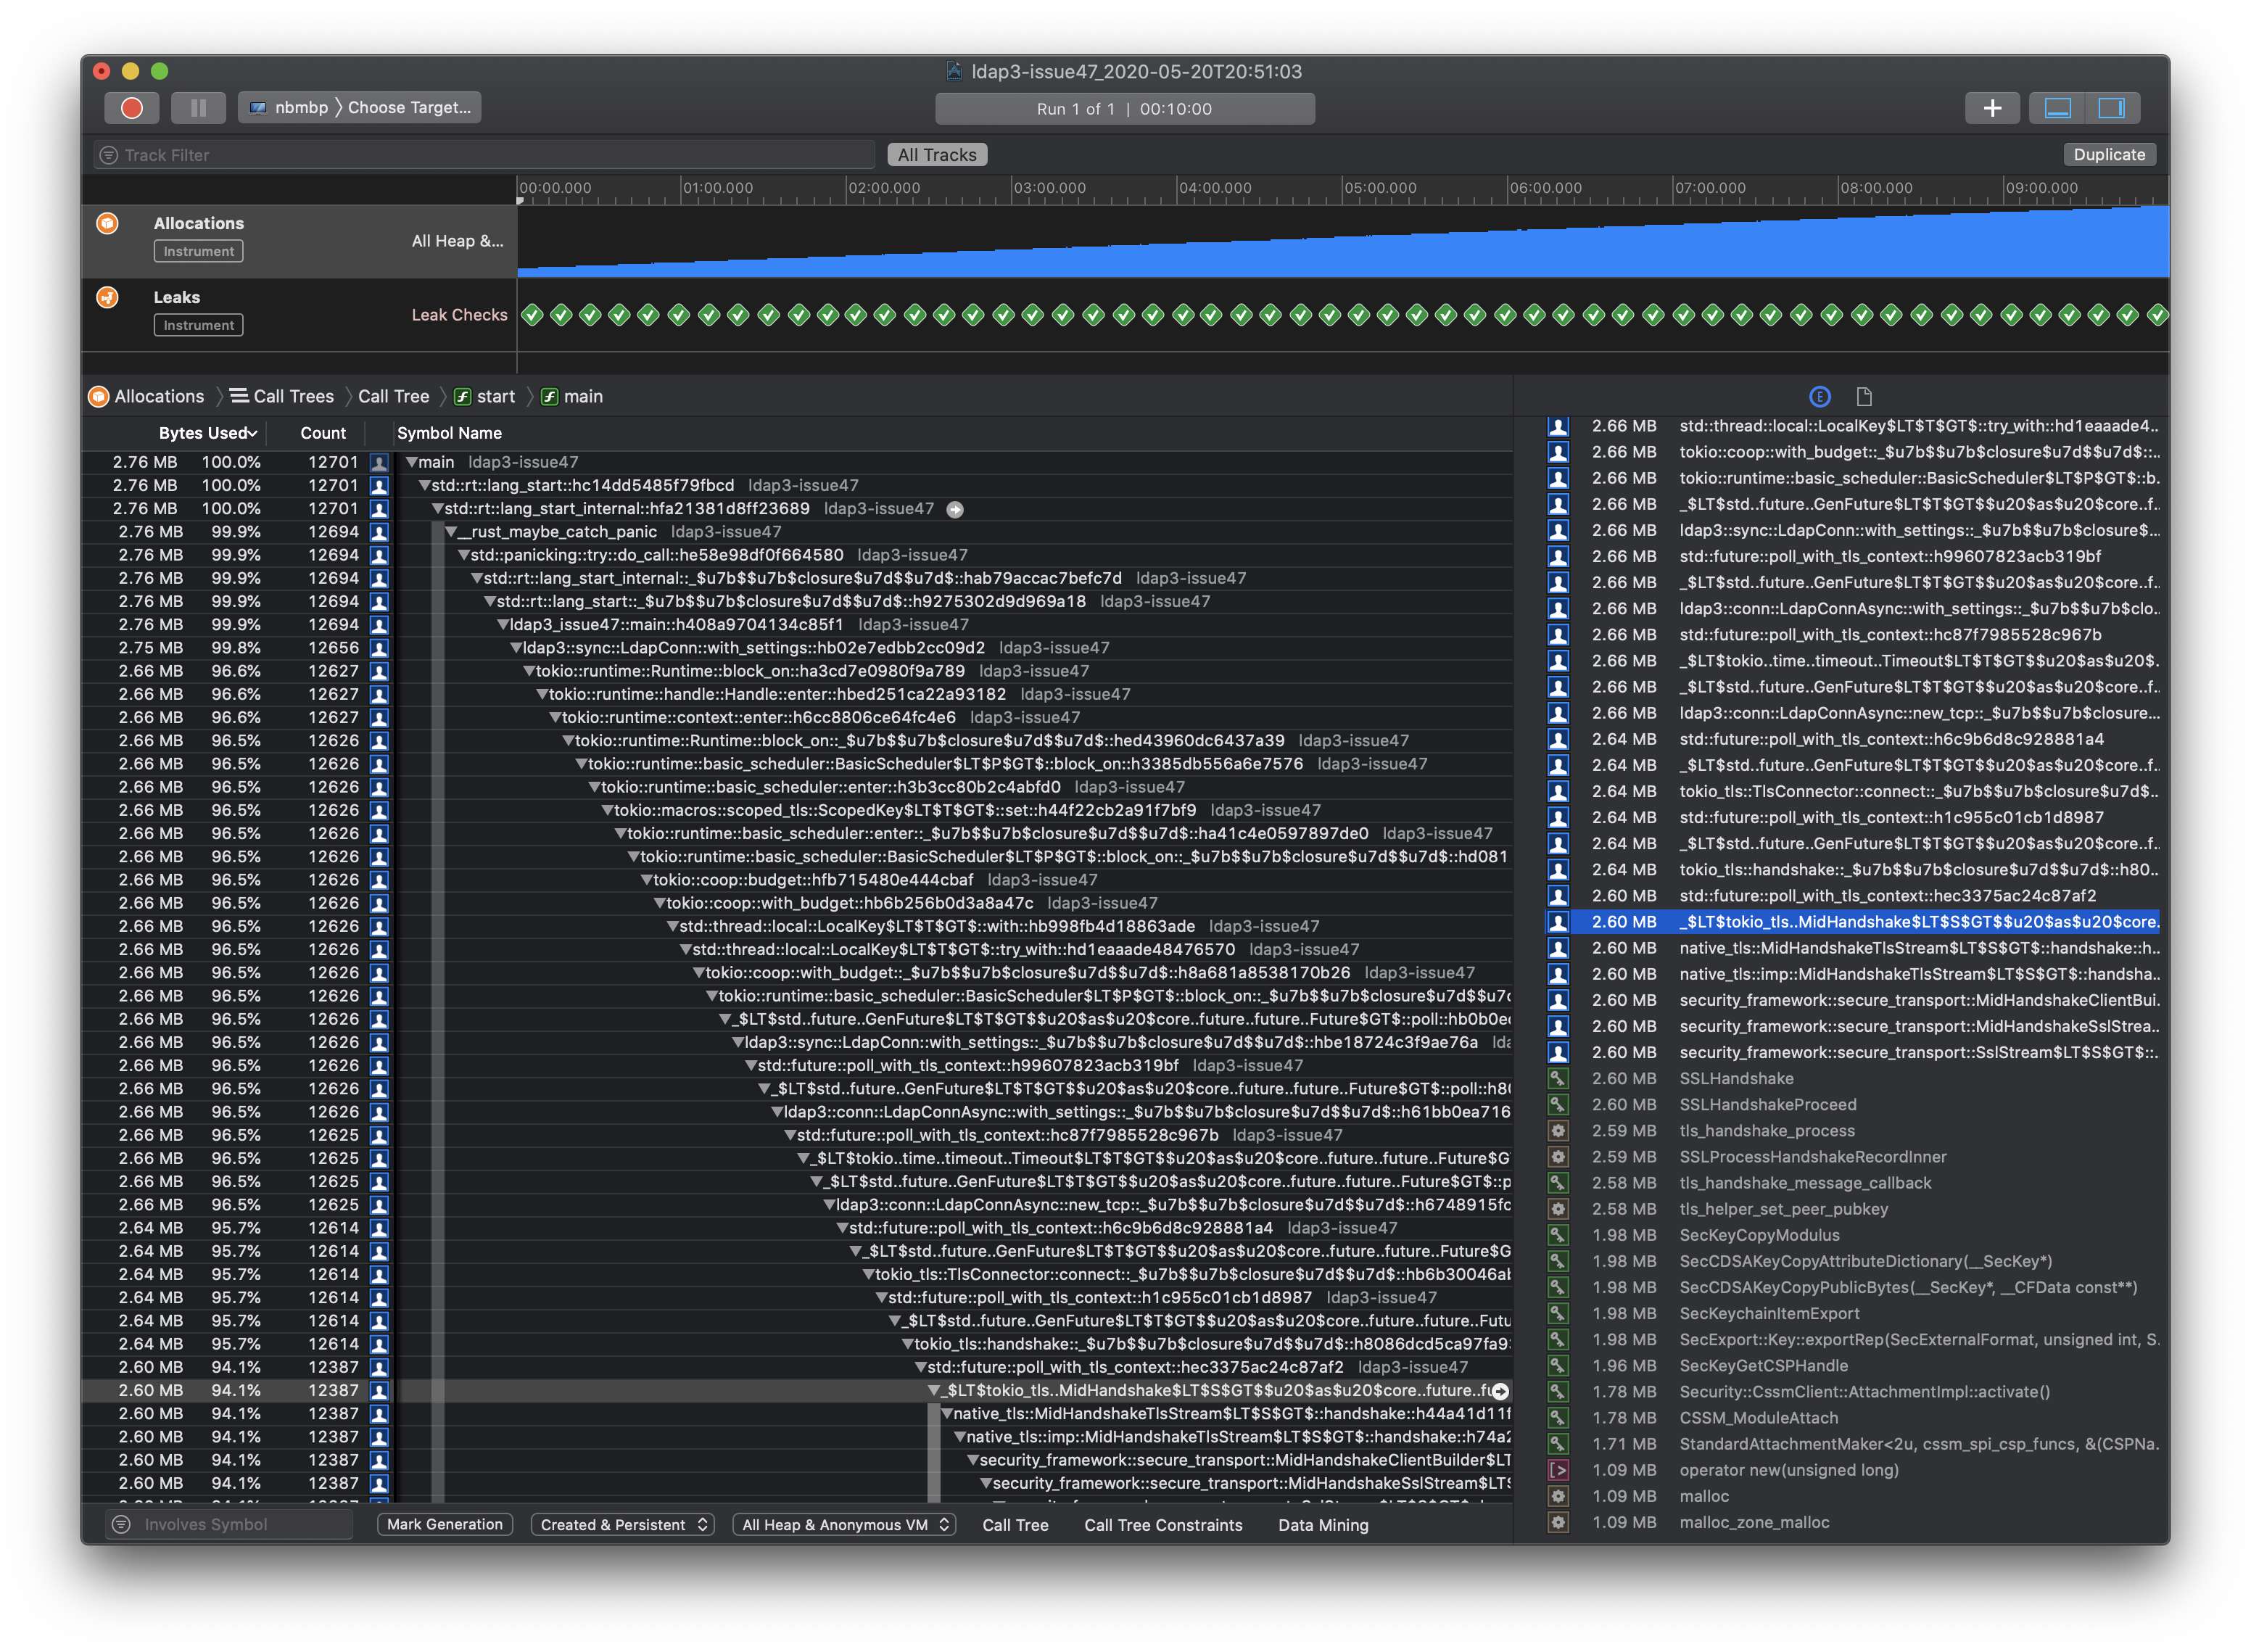 ldap3-issue47_2020-05-20T20:51:03
nbmbp 〉Choose Target...
Run 1 of 1 | 00:10:00
Track Filter
All Tracks
Duplicate
00:00.000 01:00.000 02:00.000 03:00.000 04:00.000 05:00.000 06:00.000 07:00.000 08:00.000 09:00.000
Allocations
Instrument
All Heap &...
Leaks
Instrument
Leak Checks
Allocations 〉Call Trees 〉Call Tree 〉start 〉main
Bytes Used Count Symbol Name
2.76 MB 100.0% 12701 main ldap3-issue47
2.76 MB 100.0% 12701 std::rt::lang_start::hc14dd5485f79fbcd ldap3-issue47
2.76 MB 100.0% 12701 std::rt::lang_start_internal::hfa21381d8ff23689 ldap3-issue47
2.76 MB 99.9% 12694 __rust_maybe_catch_panic ldap3-issue47
2.76 MB 99.9% 12694 std::panicking::try::do_call::he58e98df0f664580 ldap3-issue47
2.76 MB 99.9% 12694 std::rt::lang_start_internal::_$u7b$$u7b$closure$u7d$$u7d$::hab79accac7befc7d ldap3-issue47
2.76 MB 99.9% 12694 std::rt::lang_start::_$u7b$$u7b$closure$u7d$$u7d$::h9275302d9d969a18 ldap3-issue47
2.76 MB 99.9% 12694 ldap3_issue47::main::h408a9704134c85f1 ldap3-issue47
2.75 MB 99.8% 12656 ldap3::sync::LdapConn::with_settings::hb02e7edbb2cc09d2 ldap3-issue47
2.66 MB 96.6% 12627 tokio::runtime::Runtime::block_on::ha3cd7e0980f9a789 ldap3-issue47
2.66 MB 96.6% 12627 tokio::runtime::handle::Handle::enter::hbed251ca22a93182 ldap3-issue47
2.66 MB 96.6% 12627 tokio::runtime::context::enter::h6cc8806ce64fc4e6 ldap3-issue47
2.66 MB 96.5% 12626 tokio::runtime::Runtime::block_on::_$u7b$$u7b$closure$u7d$$u7d$::hed43960dc6437a39 ldap3-issue47
2.66 MB 96.5% 12626 tokio::runtime::basic_scheduler::BasicScheduler$LT$P$GT$::block_on::h3385db556a6e7576 ldap3-issue47
2.66 MB 96.5% 12626 tokio::runtime::basic_scheduler::enter::h3b3cc80b2c4abfd0 ldap3-issue47
2.66 MB 96.5% 12626 tokio::macros::scoped_tls::ScopedKey$LT$T$GT$::set::h44f22cb2a91f7bf9 ldap3-issue47
2.66 MB 96.5% 12626 tokio::runtime::basic_scheduler::enter::_$u7b$$u7b$closure$u7d$$u7d$::ha41c4e0597897de0 ldap3-issue47
2.66 MB 96.5% 12626 tokio::runtime::basic_scheduler::BasicScheduler$LT$P$GT$::block_on::_$u7b$$u7b$closure$u7d$$u7d$::hd081
2.66 MB 96.5% 12626 tokio::coop::budget::hfb715480e444cbaf ldap3-issue47
2.66 MB 96.5% 12626 tokio::coop::with_budget::hb6b256b0d3a8a47c ldap3-issue47
2.66 MB 96.5% 12626 std::thread::local::LocalKey$LT$T$GT$::with::hb998fb4d18863ade ldap3-issue47
2.66 MB 96.5% 12626 std::thread::local::LocalKey$LT$T$GT$::try_with::hd1eaaade48476570 ldap3-issue47
2.66 MB 96.5% 12626 tokio::coop::with_budget::_$u7b$$u7b$closure$u7d$$u7d$::h8a681a8538170b26 ldap3-issue47
2.66 MB 96.5% 12626 tokio::runtime::basic_scheduler::BasicScheduler$LT$P$GT$::block_on::_$u7b$$u7b$closure$u7d$$u7
2.66 MB 96.5% 12626 _$LT$std..future..GenFuture$LT$T$GT$$u20$as$u20$core..future..future..Future$GT$::poll::hb0b0e
2.66 MB 96.5% 12626 ldap3::sync::LdapConn::with_settings::_$u7b$$u7b$closure$u7d$$u7d$::hbe18724c3f9ae76a lda
2.66 MB 96.5% 12626 std::future::poll_with_tls_context::h99607823acb319bf ldap3-issue47
2.66 MB 96.5% 12626 _$LT$std..future..GenFuture$LT$T$GT$$u20$as$u20$core..future..future..Future$GT$::poll::h80
2.66 MB 96.5% 12626 ldap3::conn::LdapConnAsync::with_settings::_$u7b$$u7b$closure$u7d$$u7d$::h61bb0ea716
2.66 MB 96.5% 12625 std::future::poll_with_tls_context::hc87f7985528c967b ldap3-issue47
2.66 MB 96.5% 12625 _$LT$tokio..time..timeout..Timeout$LT$T$GT$$u20$as$u20$core..future..future..Future$G
2.66 MB 96.5% 12625 _$LT$std..future..GenFuture$LT$T$GT$$u20$as$u20$core..future..future..Future$GT$::p
2.66 MB 96.5% 12625 ldap3::conn::LdapConnAsync::new_tcp::_$u7b$$u7b$closure$u7d$$u7d$::h6748915fc
2.64 MB 95.7% 12614 std::future::poll_with_tls_context::h6c9b6d8c928881a4 ldap3-issue47
2.64 MB 95.7% 12614 _$LT$std..future..GenFuture$LT$T$GT$$u20$as$u20$core..future..future..Future$G
2.64 MB 95.7% 12614 tokio_tls::TlsConnector::connect::_$u7b$$u7b$closure$u7d$$u7d$::hb6b30046ab
2.64 MB 95.7% 12614 std::future::poll_with_tls_context::h1c955c01cb1d8987 ldap3-issue47
2.64 MB 95.7% 12614 _$LT$std..future..GenFuture$LT$T$GT$$u20$as$u20$core..future..future..Futu
2.64 MB 95.7% 12614 tokio_tls::handshake::_$u7b$$u7b$closure$u7d$$u7d$::h8086dcd5ca97fa9
2.60 MB 94.1% 12387 std::future::poll_with_tls_context::hec3375ac24c87af2 ldap3-issue47
2.60 MB 94.1% 12387 _$LT$tokio_tls..MidHandshake$LT$S$GT$$u20$as$u20$core..future..fu
2.60 MB 94.1% 12387 native_tls::MidHandshakeTlsStream$LT$S$GT$::handshake::h44a41d11f
2.60 MB 94.1% 12387 native_tls::imp::MidHandshakeTlsStream$LT$S$GT$::handshake::h74a2
2.60 MB 94.1% 12387 security_framework::secure_transport::MidHandshakeClientBuilder$LT
2.60 MB 94.1% 12387 security_framework::secure_transport::MidHandshakeSslStream$LT$
2.66 MB std::thread::local::LocalKey$LT$T$GT$::try_with::hd1eaaade4...
2.66 MB tokio::coop::with_budget::_$u7b$$u7b$closure$u7d$$u7d$::...
2.66 MB tokio::runtime::basic_scheduler::BasicScheduler$LT$P$GT$::b...
2.66 MB _$LT$std..future..GenFuture$LT$T$GT$$u20$as$u20$core..f...
2.66 MB ldap3::sync::LdapConn::with_settings::_$u7b$$u7b$closure$...
2.66 MB std::future::poll_with_tls_context::h99607823acb319bf
2.66 MB _$LT$std..future..GenFuture$LT$T$GT$$u20$as$u20$core..f...
2.66 MB ldap3::conn::LdapConnAsync::with_settings::_$u7b$$u7b$clo...
2.66 MB std::future::poll_with_tls_context::hc87f7985528c967b
2.66 MB _$LT$tokio..time..timeout..Timeout$LT$T$GT$$u20$as$u20$...
2.66 MB _$LT$std..future..GenFuture$LT$T$GT$$u20$as$u20$core..f...
2.66 MB ldap3::conn::LdapConnAsync::new_tcp::_$u7b$$u7b$closure...
2.64 MB std::future::poll_with_tls_context::h6c9b6d8c928881a4
2.64 MB _$LT$std..future..GenFuture$LT$T$GT$$u20$as$u20$core..f...
2.64 MB tokio_tls::TlsConnector::connect::_$u7b$$u7b$closure$u7d$...
2.64 MB std::future::poll_with_tls_context::h1c955c01cb1d8987
2.64 MB _$LT$std..future..GenFuture$LT$T$GT$$u20$as$u20$core..f...
2.64 MB tokio_tls::handshake::_$u7b$$u7b$closure$u7d$$u7d$::h80...
2.60 MB std::future::poll_with_tls_context::hec3375ac24c87af2
2.60 MB _$LT$tokio_tls..MidHandshake$LT$S$GT$$u20$as$u20$core...
2.60 MB native_tls::MidHandshakeTlsStream$LT$S$GT$::handshake::h...
2.60 MB native_tls::imp::MidHandshakeTlsStream$LT$S$GT$::handsha...
2.60 MB security_framework::secure_transport::MidHandshakeClientBui...
2.60 MB security_framework::secure_transport::MidHandshakeSslStrea...
2.60 MB security_framework::secure_transport::SslStream$LT$S$GT$::...
2.60 MB SSLHandshake
2.60 MB SSLHandshakeProceed
2.59 MB tls_handshake_process
2.59 MB SSLProcessHandshakeRecordInner
2.58 MB tls_handshake_message_callback
2.58 MB tls_helper_set_peer_pubkey
1.98 MB SecKeyCopyModulus
1.98 MB SecCDSAKeyCopyAttributeDictionary(__SecKey*)
1.98 MB SecCDSAKeyCopyPublicBytes(__SecKey*, __CFData const**)
1.98 MB SecKeychainItemExport
1.98 MB SecExport::Key::exportRep(SecExternalFormat, unsigned int, S...
1.96 MB SecKeyGetCSPHandle
1.78 MB Security::CssmClient::AttachmentImpl::activate()
1.78 MB CSSM_ModuleAttach
1.71 MB StandardAttachmentMaker<2u, cssm_spi_csp_funcs, &(CSPNa...
1.09 MB operator new(unsigned long)
1.09 MB malloc
1.09 MB malloc_zone_malloc
Involves Symbol
Mark Generation
Created & Persistent
All Heap & Anonymous VM
Call Tree
Call Tree Constraints
Data Mining